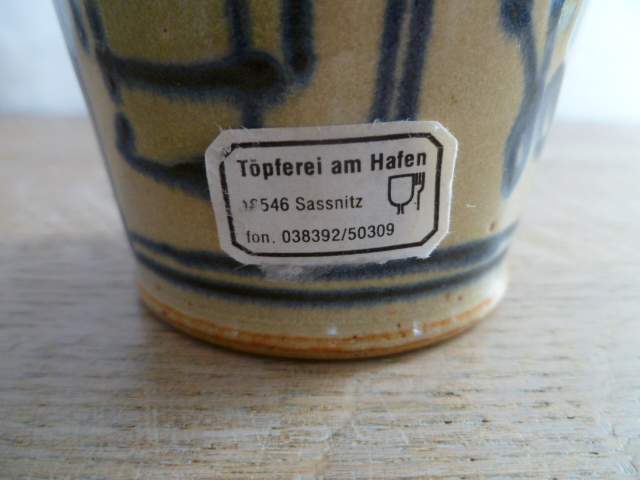 Töpferei am Hafen
18546 Sassnitz
fon. 038392/50309